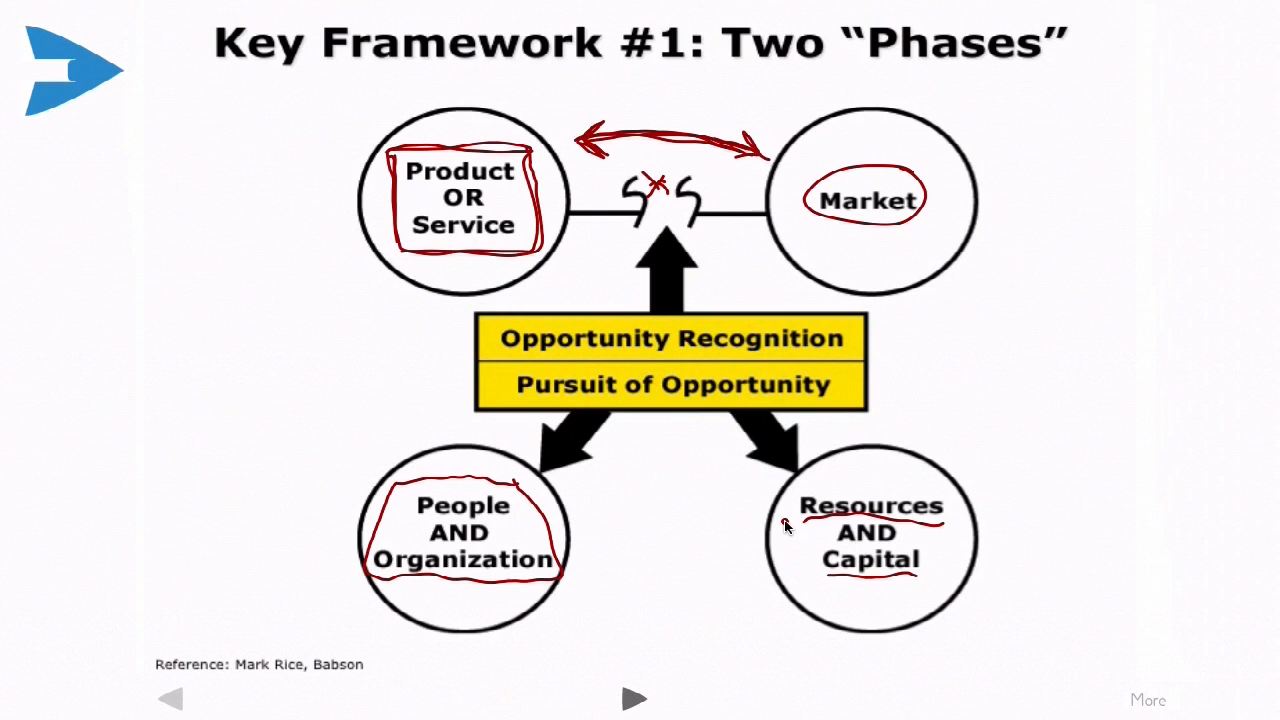 Key Framework #1: Two “Phases”
Product
OR
Service
Market
Opportunity Recognition
Pursuit of Opportunity
People
AND
Organization
Resources
AND
Capital
Reference: Mark Rice, Babson
More